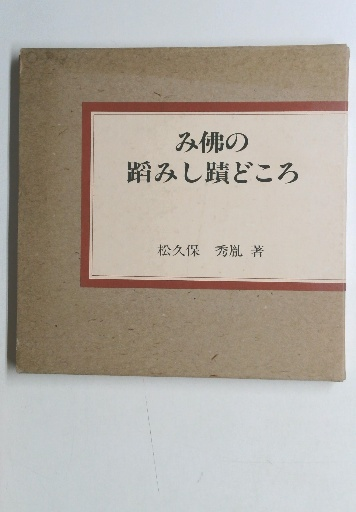 み佛の
蹈みし蹟どころ
松久保 秀胤 著